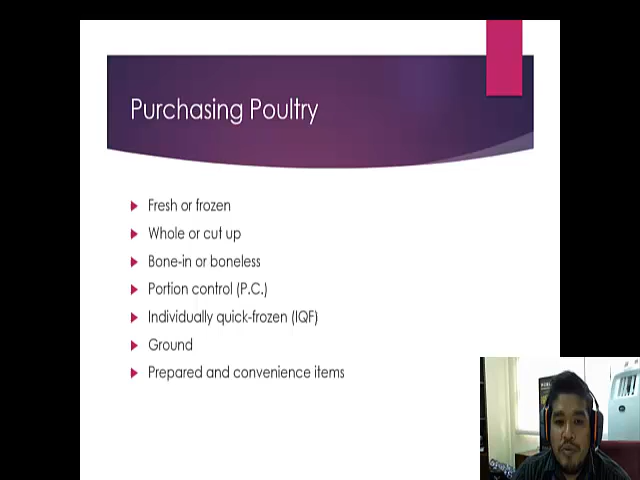 Purchasing Poultry
Fresh or frozen
Whole or cut up
Bone-in or boneless
Portion control (P.C.)
Individually quick-frozen (IQF)
Ground
Prepared and convenience items